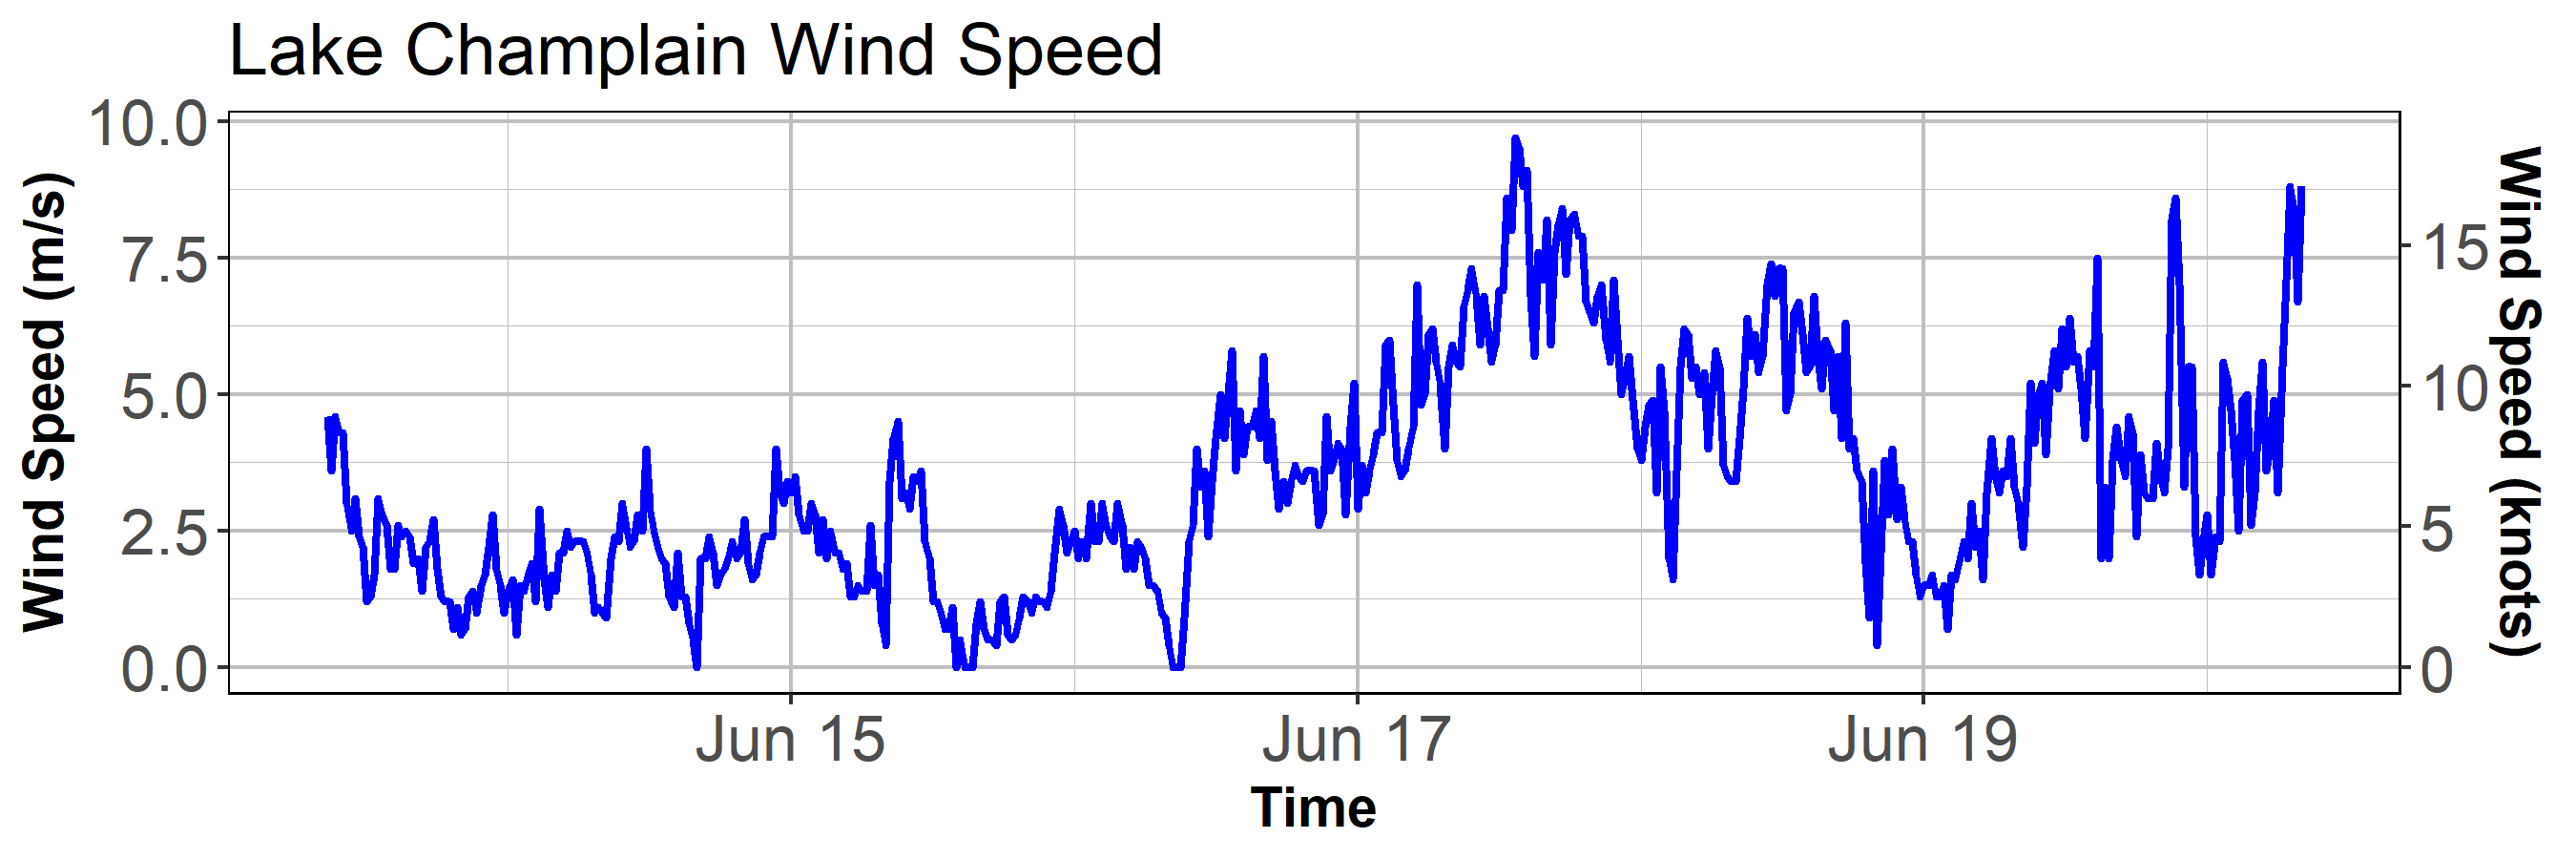 Lake Champlain Wind Speed
Wind Speed (m/s)
10.0
7.5
5.0
2.5
0.0
15
10
5
0
Wind Speed (knots)
Jun 15
Jun 17
Jun 19
Time